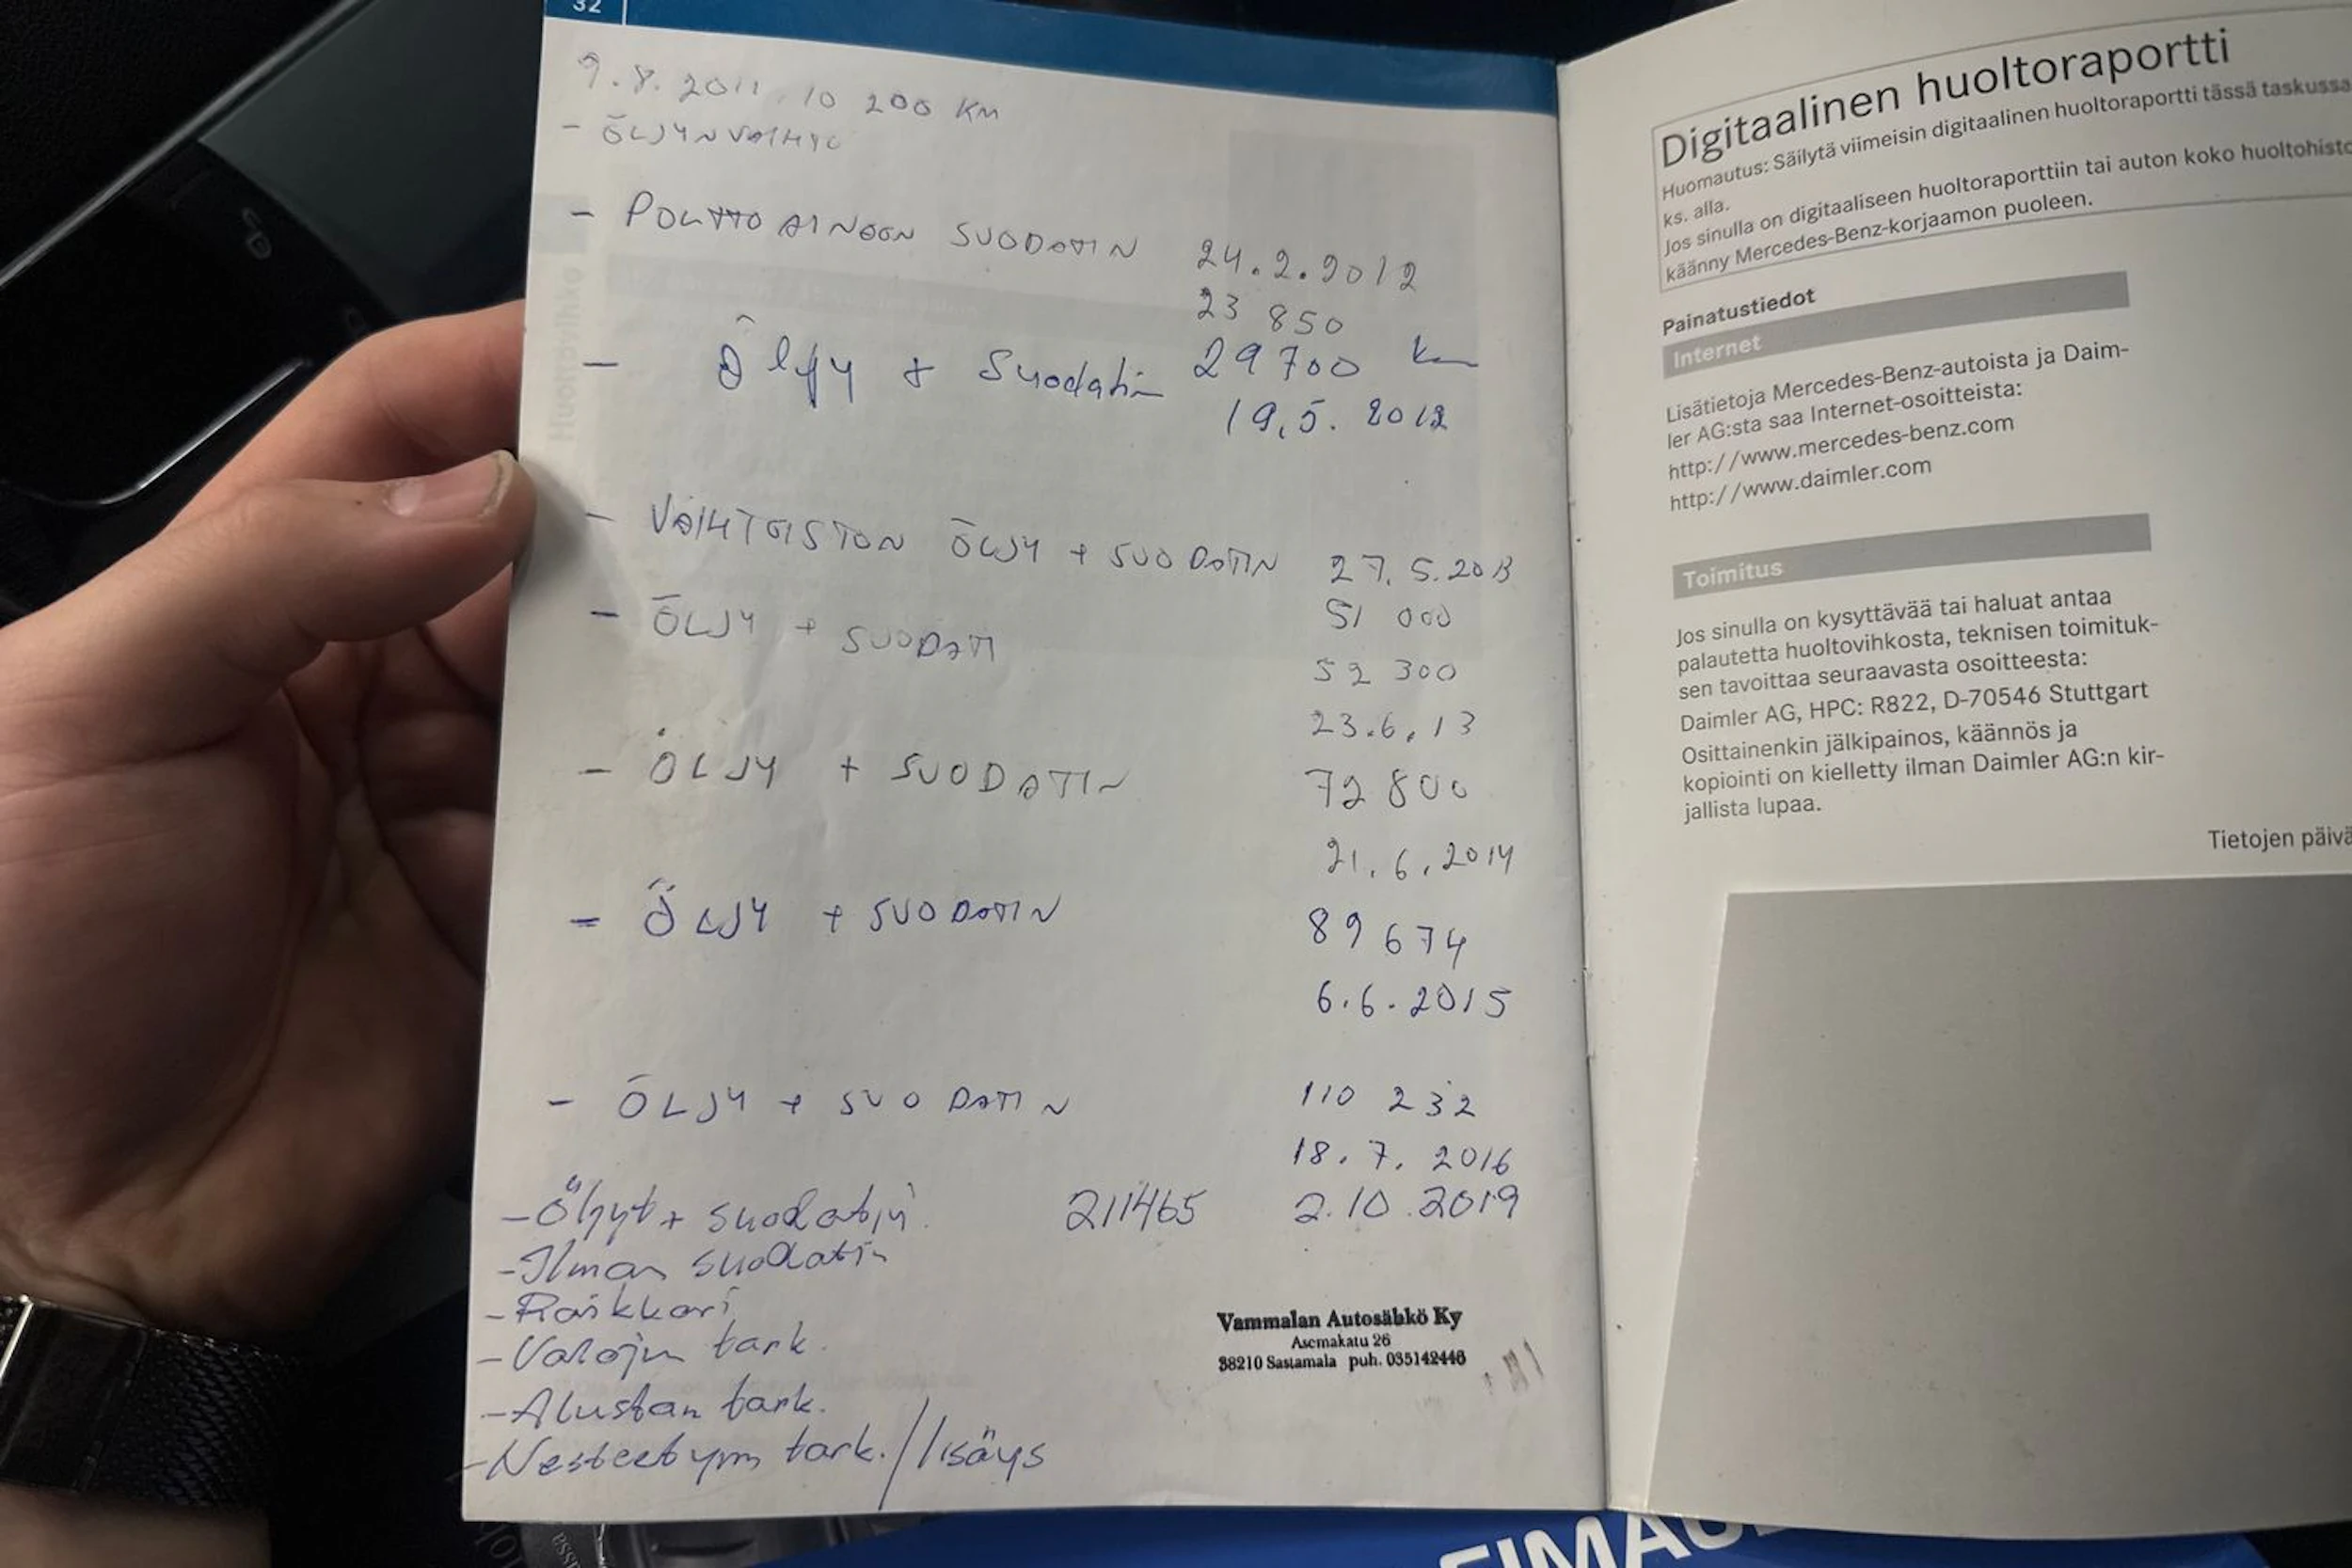 32
9.8.2011 10 200 KM
- ÖLJYNVAIHTO
- POLTTOAINEEN SUODATIN 24.2.2012
23 850
- Öljy + Suodatin 29700 km
19,5. 2012
- VAIHTEISTON ÖLJY + SUODATIN 27.5.2013
51 000
- ÖLJY + SUODATI
52 300
23.6,13
- ÖLJY + SUODATIN 72 800
21.6,2014
- ÖLJY + SUODATIN 89 674
6.6.2015
- ÖLJY + SUODATIN 110 232
18.7.2016
- Öljyt + suodatin 211465 2.10.2019
- Ilman suodatin
- Raikkari
- Valojen tark.
- Alustan tark.
- Nesteet ym tark. / lisäys
Vammalan Autosähkö Ky
Asemakatu 26
38210 Sastamala puh. 035142446
Huoltovihko
Digitaalinen huoltoraportti
Huomautus: Säilytä viimeisin digitaalinen huoltoraportti tässä taskussa
ks. alla.
Jos sinulla on digitaaliseen huoltoraporttiin tai auton koko huoltohisto
käänny Mercedes-Benz-korjaamon puoleen.
Painatustiedot
Internet
Lisätietoja Mercedes-Benz-autoista ja Daim-
ler AG:sta saa Internet-osoitteista:
http://www.mercedes-benz.com
http://www.daimler.com
Toimitus
Jos sinulla on kysyttävää tai haluat antaa
palautetta huoltovihkosta, teknisen toimituk-
sen tavoittaa seuraavasta osoitteesta:
Daimler AG, HPC: R822, D-70546 Stuttgart
Osittainenkin jälkipainos, käännös ja
kopiointi on kielletty ilman Daimler AG:n kir-
jallista lupaa.
Tietojen päivä